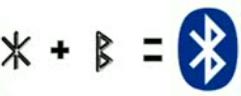 ᚼ + ᛒ =